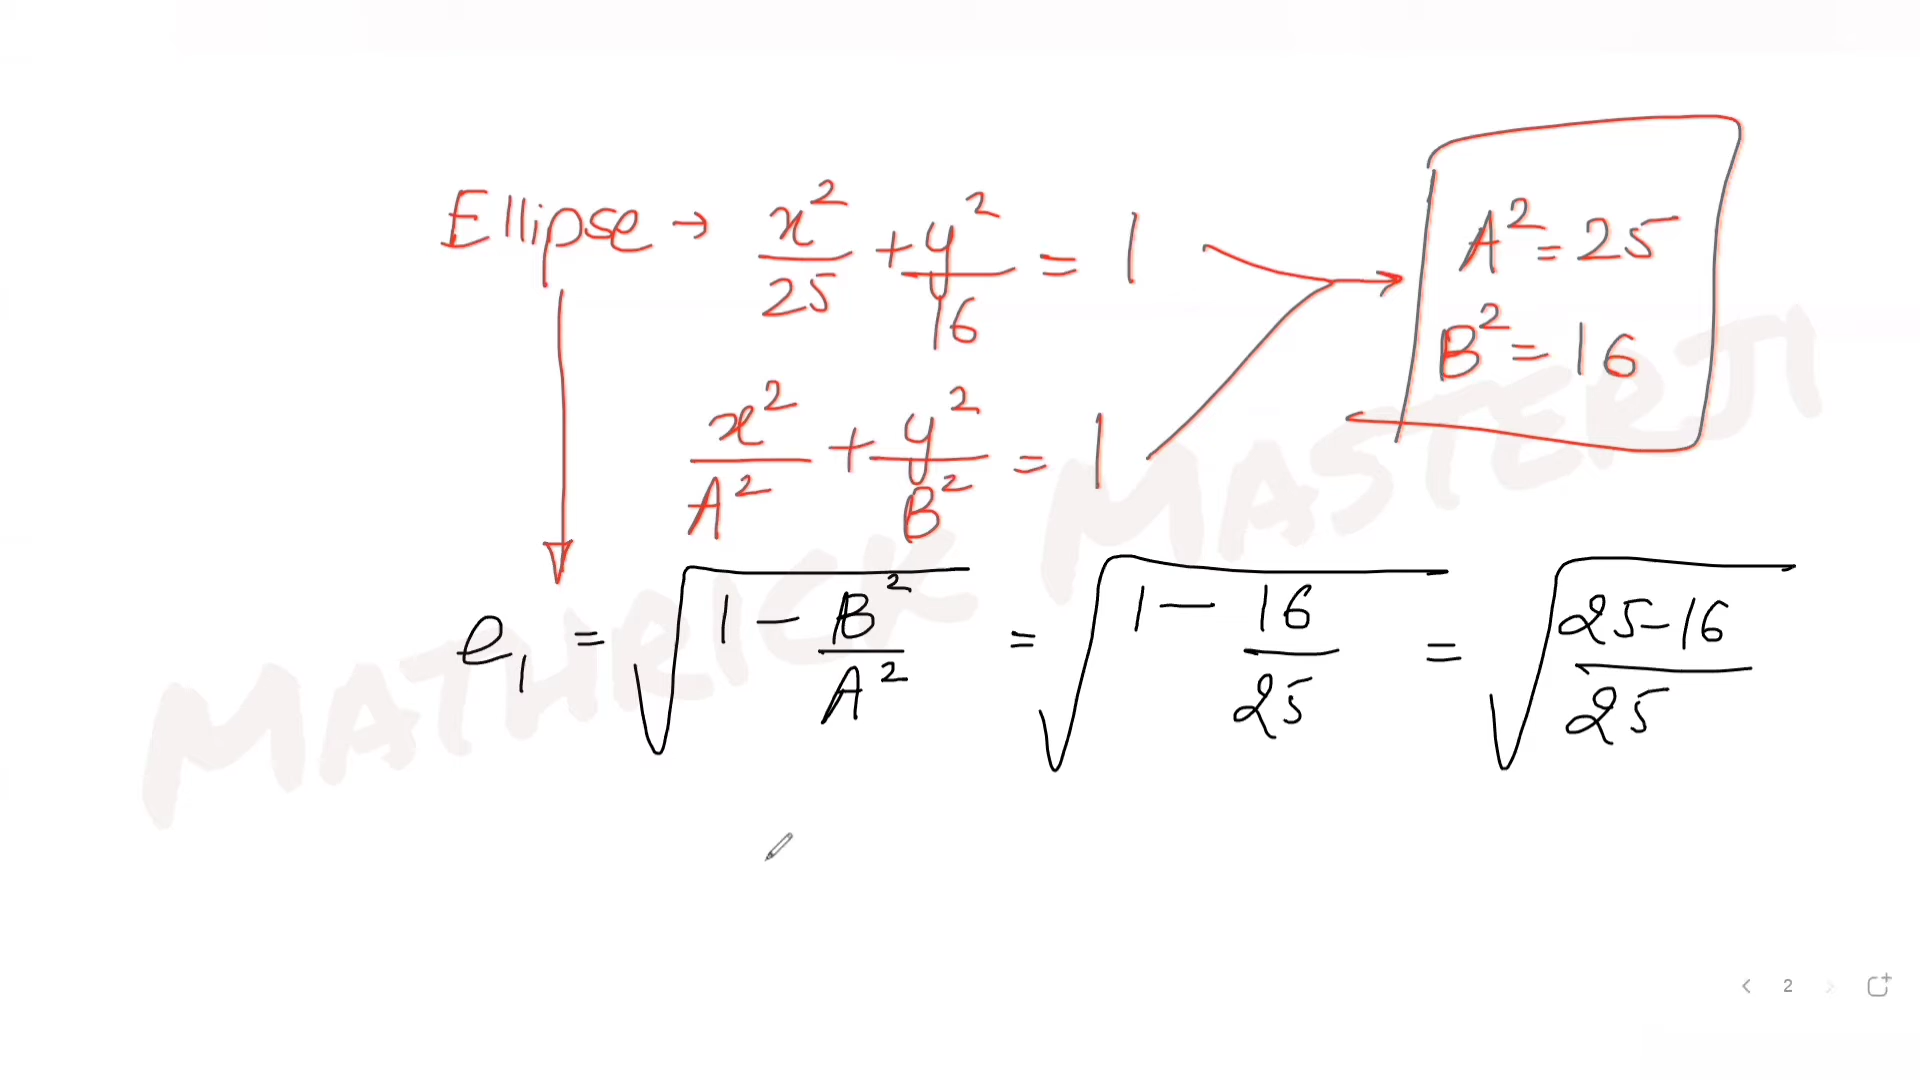 Ellipse → x²/25 + y²/16 = 1
A² = 25
B² = 16
x²/A² + y²/B² = 1
e₁ = √(1 − B²/A²) = √(1 − 16/25) = √((25−16)/25)
MATHRICK MASTERJI
2